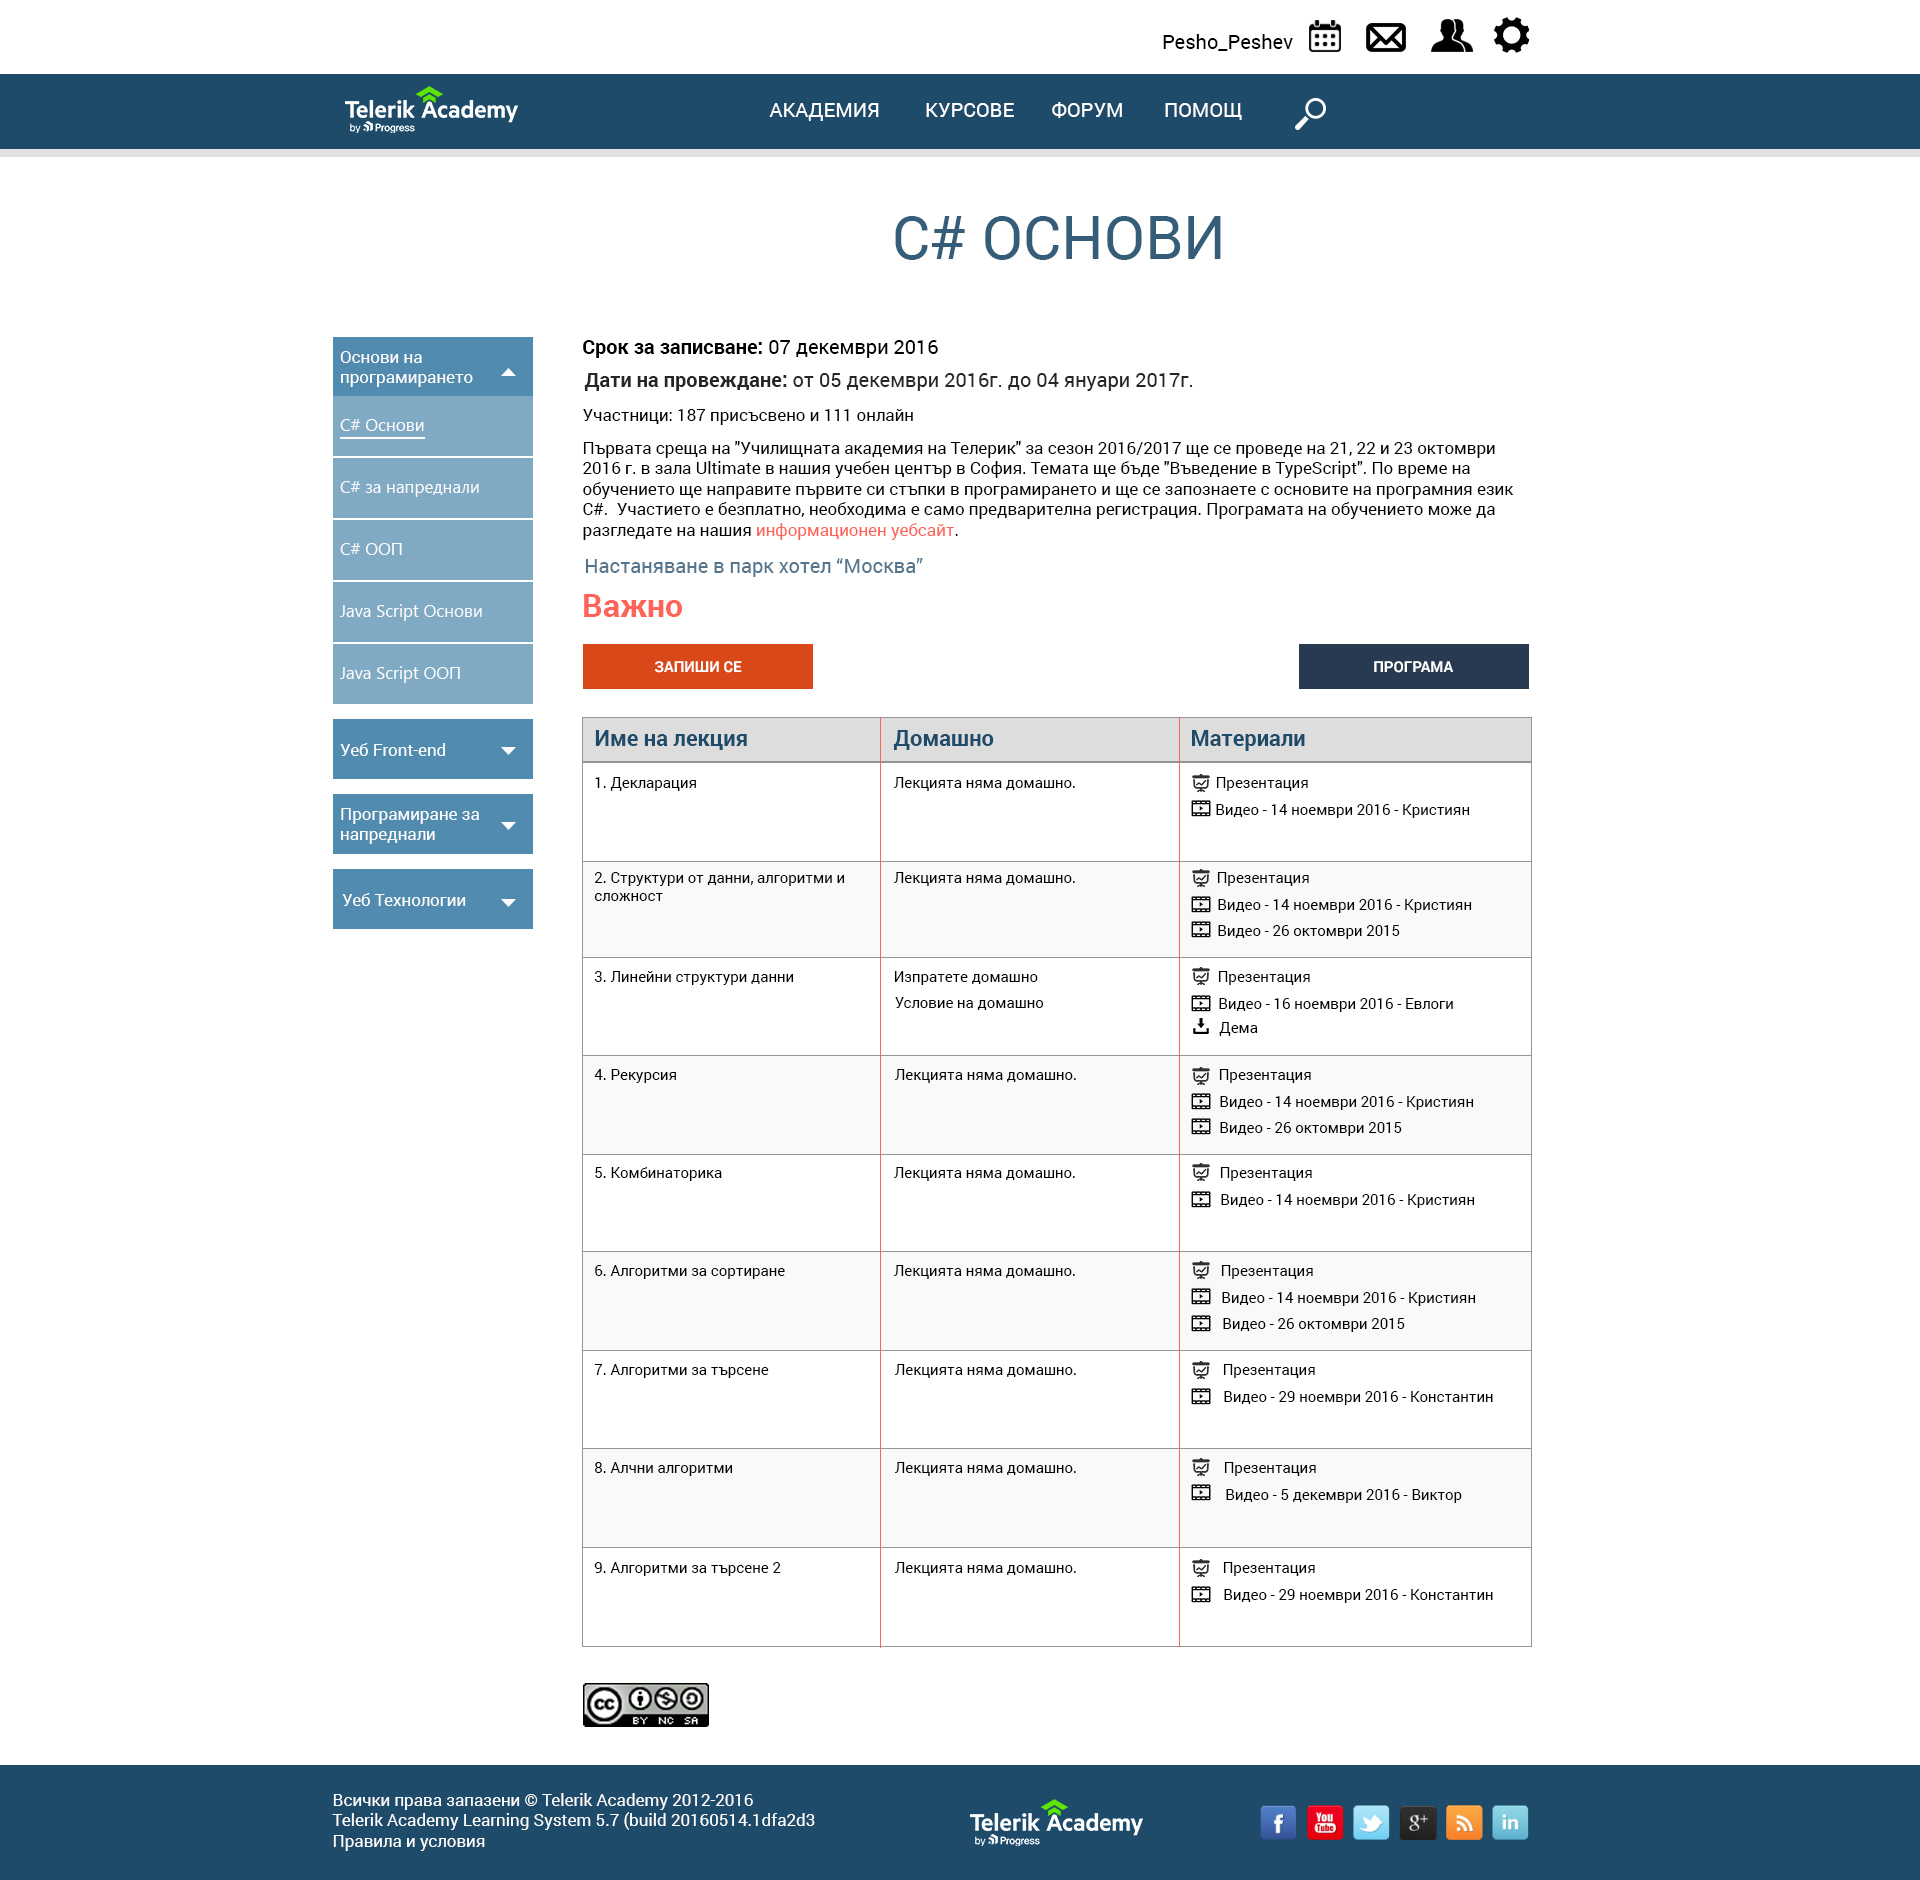 Pesho_Peshev
Telerik Academy
by Progress
АКАДЕМИЯ
КУРСОВЕ
ФОРУМ
ПОМОЩ
C# ОСНОВИ
Основи на
програмирането
C# Основи
C# за напреднали
C# ООП
Java Script Основи
Java Script ООП
Уеб Front-end
Програмиране за
напреднали
Уеб Технологии
Срок за записване: 07 декември 2016
Дати на провеждане: от 05 декември 2016г. до 04 януари 2017г.
Участници: 187 присъсвено и 111 онлайн
Първата среща на "Училищната академия на Телерик" за сезон 2016/2017 ще се проведе на 21, 22 и 23 октомври
2016 г. в зала Ultimate в нашия учебен център в София. Темата ще бъде "Въведение в TypeScript". По време на
обучението ще направите първите си стъпки в програмирането и ще се запознаете с основите на програмния език
C#.  Участието е безплатно, необходима е само предварителна регистрация. Програмата на обучението може да
разгледате на нашия информационен уебсайт.
Настаняване в парк хотел “Москва”
Важно
ЗАПИШИ СЕ
ПРОГРАМА
Име на лекция
Домашно
Материали
1. Декларация
Лекцията няма домашно.
Презентация
Видео - 14 ноември 2016 - Кристиян
2. Структури от данни, алгоритми и
сложност
Лекцията няма домашно.
Презентация
Видео - 14 ноември 2016 - Кристиян
Видео - 26 октомври 2015
3. Линейни структури данни
Изпратете домашно
Условие на домашно
Презентация
Видео - 16 ноември 2016 - Евлоги
Дема
4. Рекурсия
Лекцията няма домашно.
Презентация
Видео - 14 ноември 2016 - Кристиян
Видео - 26 октомври 2015
5. Комбинаторика
Лекцията няма домашно.
Презентация
Видео - 14 ноември 2016 - Кристиян
6. Алгоритми за сортиране
Лекцията няма домашно.
Презентация
Видео - 14 ноември 2016 - Кристиян
Видео - 26 октомври 2015
7. Алгоритми за търсене
Лекцията няма домашно.
Презентация
Видео - 29 ноември 2016 - Константин
8. Алчни алгоритми
Лекцията няма домашно.
Презентация
Видео - 5 декември 2016 - Виктор
9. Алгоритми за търсене 2
Лекцията няма домашно.
Презентация
Видео - 29 ноември 2016 - Константин
cc
BY NC SA
Всички права запазени © Telerik Academy 2012-2016
Telerik Academy Learning System 5.7 (build 20160514.1dfa2d3
Правила и условия
Telerik Academy
by Progress
f
You
Tube
g+
in